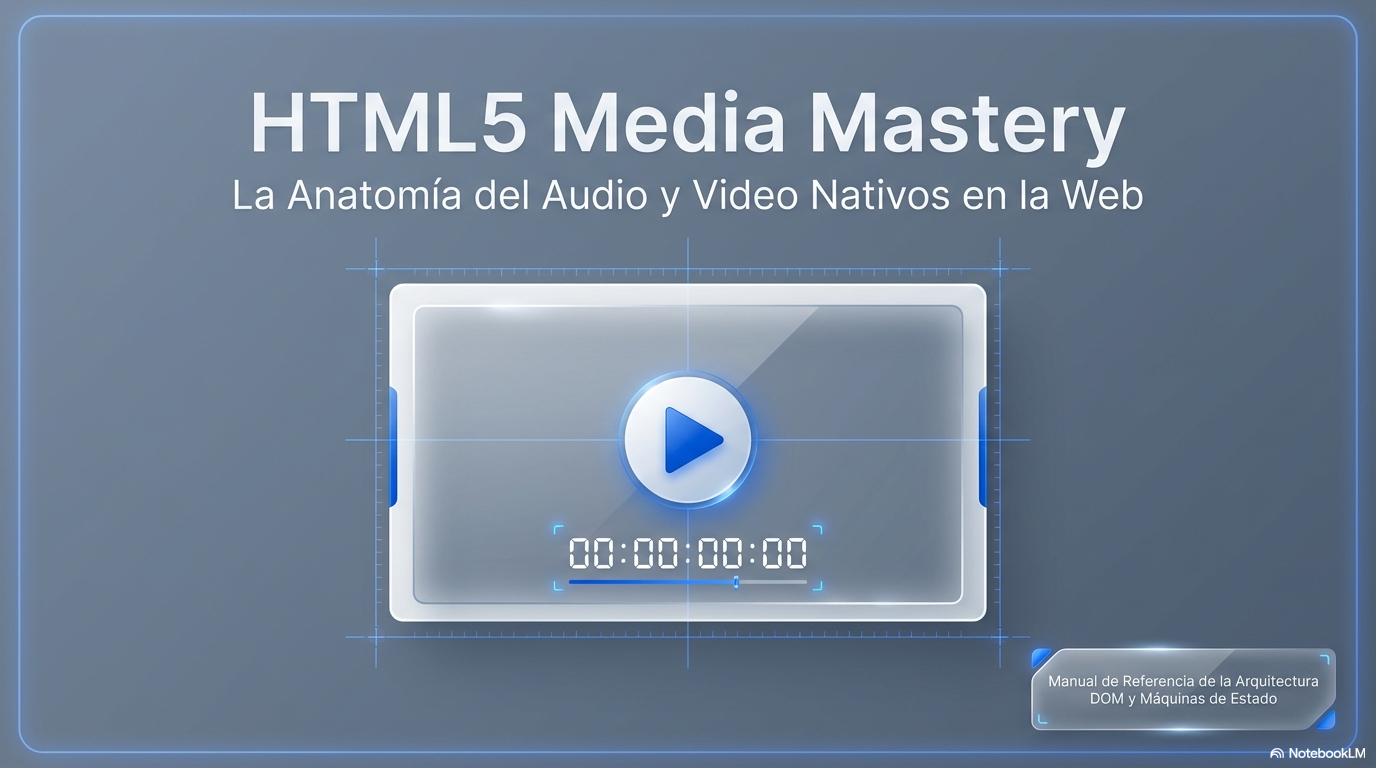 HTML5 Media Mastery
La Anatomía del Audio y Video Nativos en la Web
00:00:00:00
Manual de Referencia de la Arquitectura
DOM y Máquinas de Estado
NotebookLM